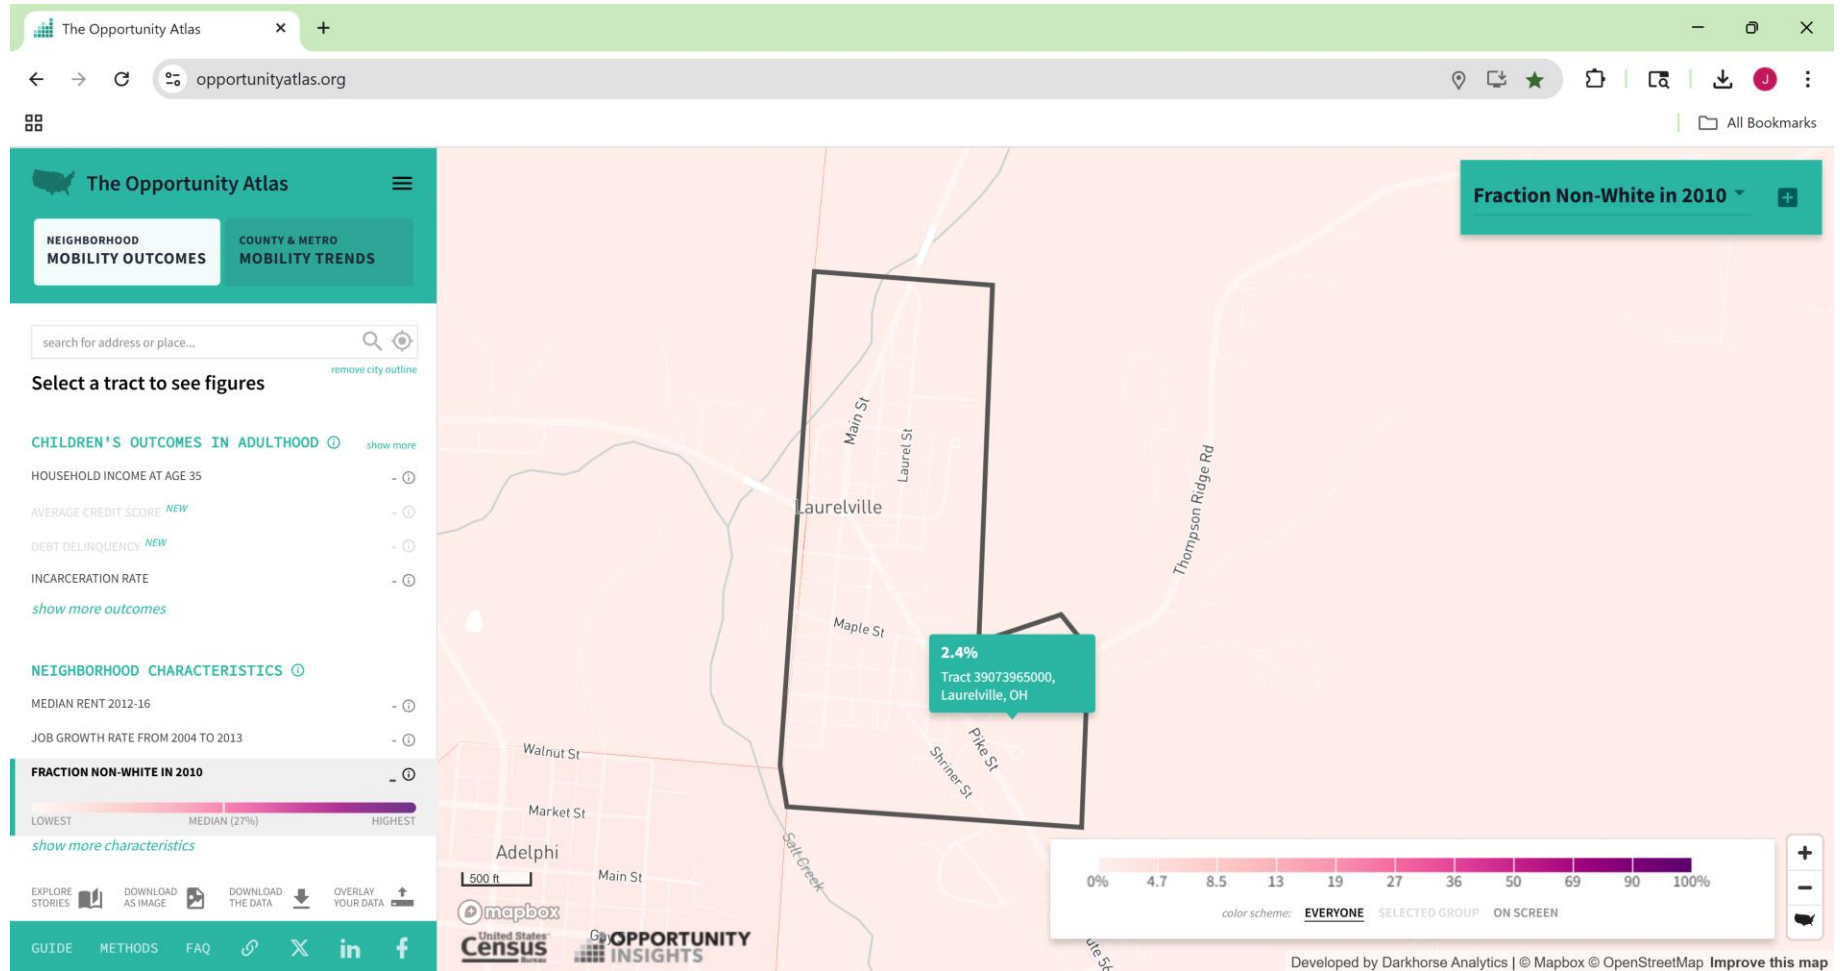 The Opportunity Atlas
opportunityatlas.org
J
All Bookmarks
The Opportunity Atlas
NEIGHBORHOOD
MOBILITY OUTCOMES
COUNTY & METRO
MOBILITY TRENDS
search for address or place...
remove city outline
Select a tract to see figures
CHILDREN'S OUTCOMES IN ADULTHOOD
show more
HOUSEHOLD INCOME AT AGE 35 -
AVERAGE CREDIT SCORE NEW -
DEBT DELINQUENCY NEW -
INCARCERATION RATE -
show more outcomes
NEIGHBORHOOD CHARACTERISTICS
MEDIAN RENT 2012-16 -
JOB GROWTH RATE FROM 2004 TO 2013 -
FRACTION NON-WHITE IN 2010 -
LOWEST MEDIAN (27%) HIGHEST
show more characteristics
EXPLORE STORIES
DOWNLOAD AS IMAGE
DOWNLOAD THE DATA
OVERLAY YOUR DATA
GUIDE METHODS FAQ
Fraction Non-White in 2010
Main St
Laurel St
Laurelville
Thompson Ridge Rd
Maple St
2.4%
Tract 39073965000,
Laurelville, OH
Pike St
Shriner St
Walnut St
Market St
Salt Creek
Adelphi
Main St
500 ft
mapbox
United States
Census
Bureau
OPPORTUNITY
INSIGHTS
0% 4.7 8.5 13 19 27 36 50 69 90 100%
color scheme: EVERYONE SELECTED GROUP ON SCREEN
Developed by Darkhorse Analytics | © Mapbox © OpenStreetMap Improve this map